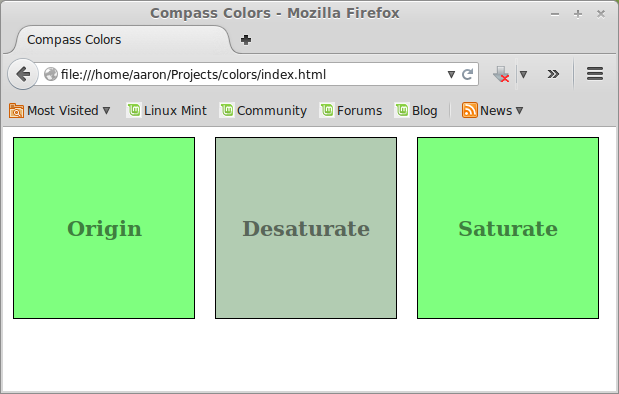 Compass Colors - Mozilla Firefox
Compass Colors
file:///home/aaron/Projects/colors/index.html
Most Visited Linux Mint Community Forums Blog News
Origin Desaturate Saturate